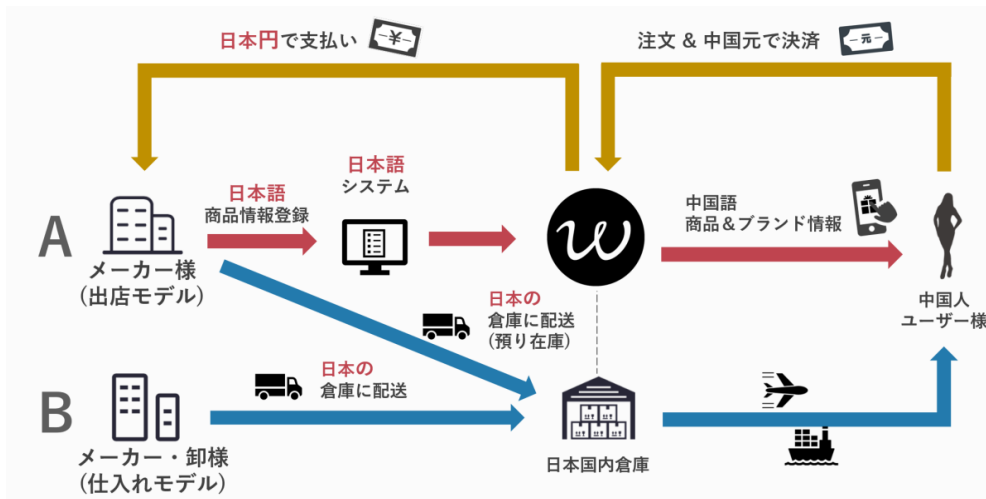 日本円で支払い
¥
注文 & 中国元で決済
元
A
メーカー様
(出店モデル)
日本語
商品情報登録
日本語
システム
w
中国語
商品＆ブランド情報
中国人
ユーザー様
日本の
倉庫に配送
(預り在庫)
B
メーカー・卸様
(仕入れモデル)
日本の
倉庫に配送
日本国内倉庫